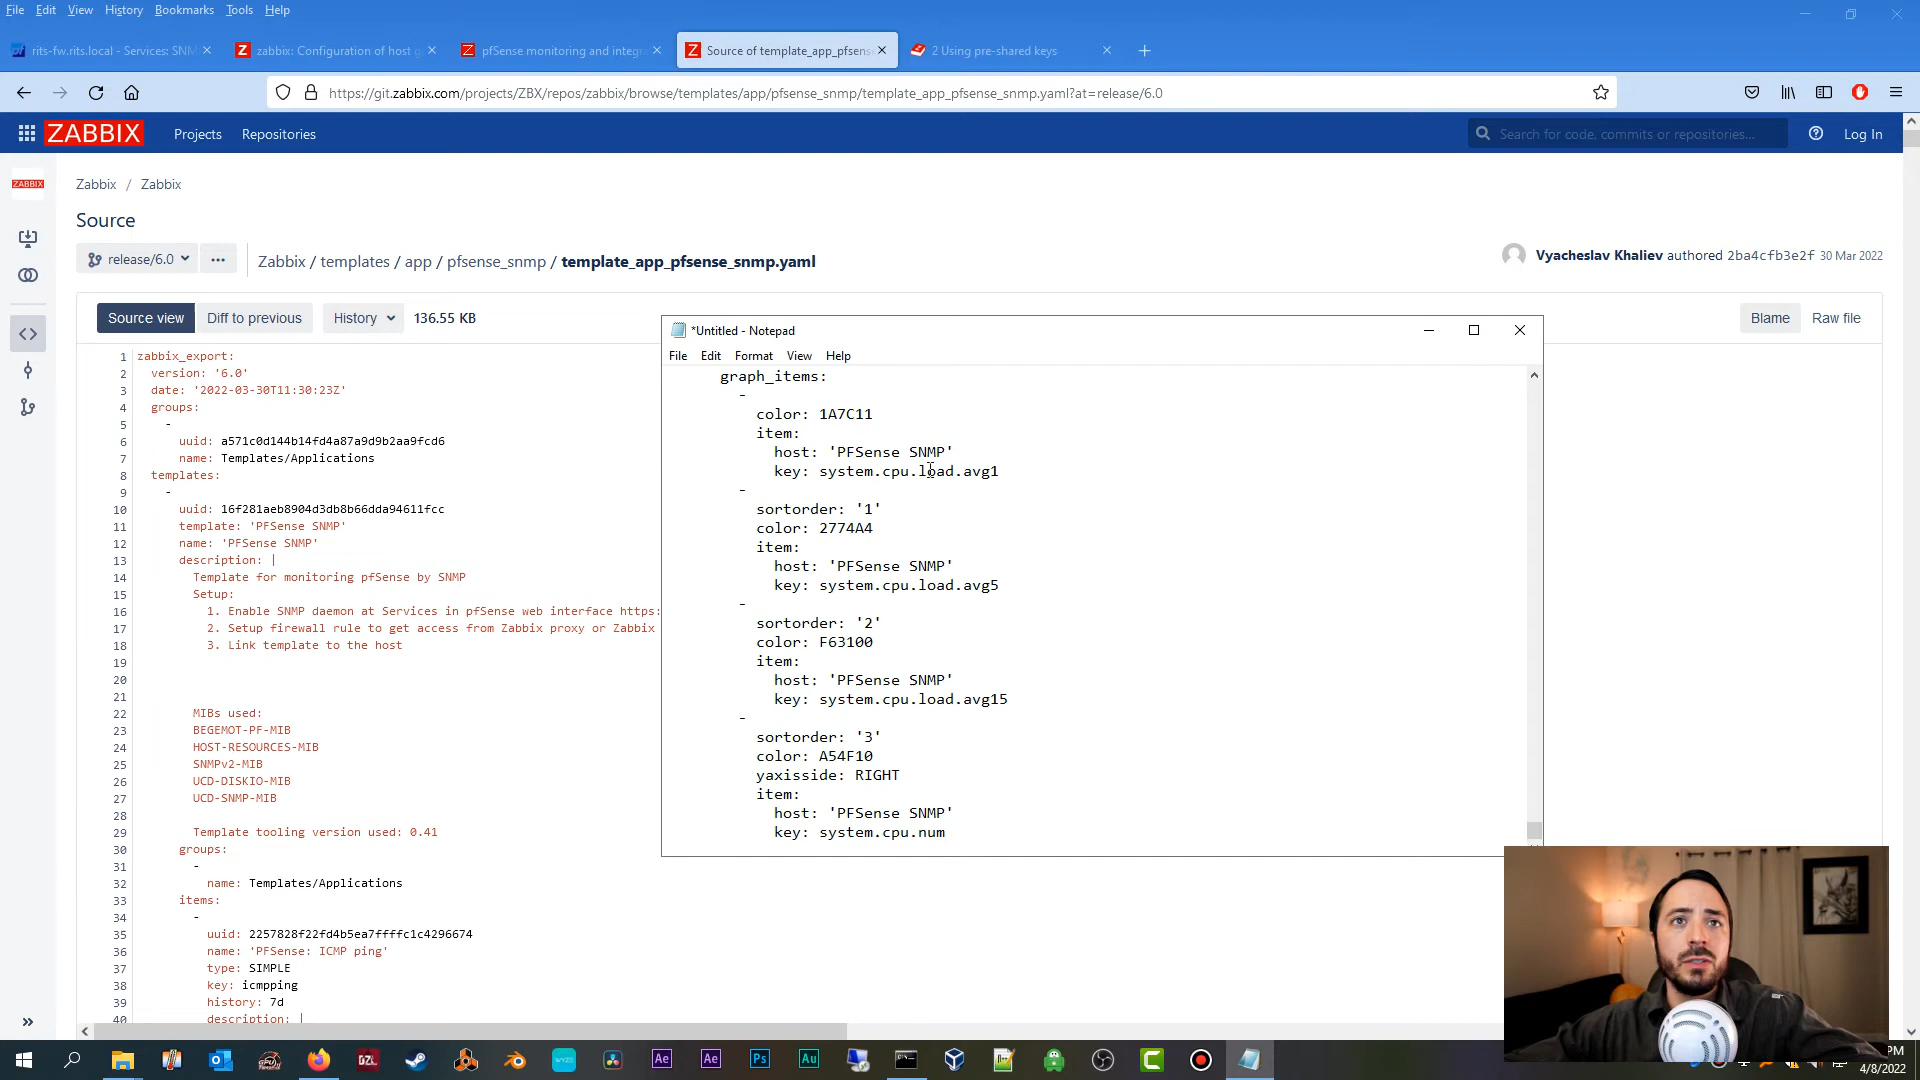 File Edit View History Bookmarks Tools Help
rits-fw.rits.local - Services: SNM
zabbix: Configuration of host g
pfSense monitoring and integra
Source of template_app_pfsense
2 Using pre-shared keys
https://git.zabbix.com/projects/ZBX/repos/zabbix/browse/templates/app/pfsense_snmp/template_app_pfsense_snmp.yaml?at=release/6.0
ZABBIX Projects Repositories
Search for code, commits or repositories...
Log In
ZABBIX
Zabbix / Zabbix
Source
release/6.0
Zabbix / templates / app / pfsense_snmp / template_app_pfsense_snmp.yaml
Vyacheslav Khaliev authored 2ba4cfb3e2f 30 Mar 2022
Source view Diff to previous History 136.55 KB
Blame Raw file
1 zabbix_export:
2 version: '6.0'
3 date: '2022-03-30T11:30:23Z'
4 groups:
5 -
6 uuid: a571c0d144b14fd4a87a9d9b2aa9fcd6
7 name: Templates/Applications
8 templates:
9 -
10 uuid: 16f281aeb8904d3db8b66dda94611fcc
11 template: 'PFSense SNMP'
12 name: 'PFSense SNMP'
13 description: |
14 Template for monitoring pfSense by SNMP
15 Setup:
16 1. Enable SNMP daemon at Services in pfSense web interface https:
17 2. Setup firewall rule to get access from Zabbix proxy or Zabbix
18 3. Link template to the host
19
20
21
22 MIBs used:
23 BEGEMOT-PF-MIB
24 HOST-RESOURCES-MIB
25 SNMPv2-MIB
26 UCD-DISKIO-MIB
27 UCD-SNMP-MIB
28
29 Template tooling version used: 0.41
30 groups:
31 -
32 name: Templates/Applications
33 items:
34 -
35 uuid: 2257828f22fd4b5ea7ffffc1c4296674
36 name: 'PFSense: ICMP ping'
37 type: SIMPLE
38 key: icmpping
39 history: 7d
40 description: |
*Untitled - Notepad
File Edit Format View Help
graph_items:
-
color: 1A7C11
item:
host: 'PFSense SNMP'
key: system.cpu.load.avg1
-
sortorder: '1'
color: 2774A4
item:
host: 'PFSense SNMP'
key: system.cpu.load.avg5
-
sortorder: '2'
color: F63100
item:
host: 'PFSense SNMP'
key: system.cpu.load.avg15
-
sortorder: '3'
color: A54F10
yaxisside: RIGHT
item:
host: 'PFSense SNMP'
key: system.cpu.num
DZL
WYZE
Ae
Ae
Ps
Au
PM
4/8/2022